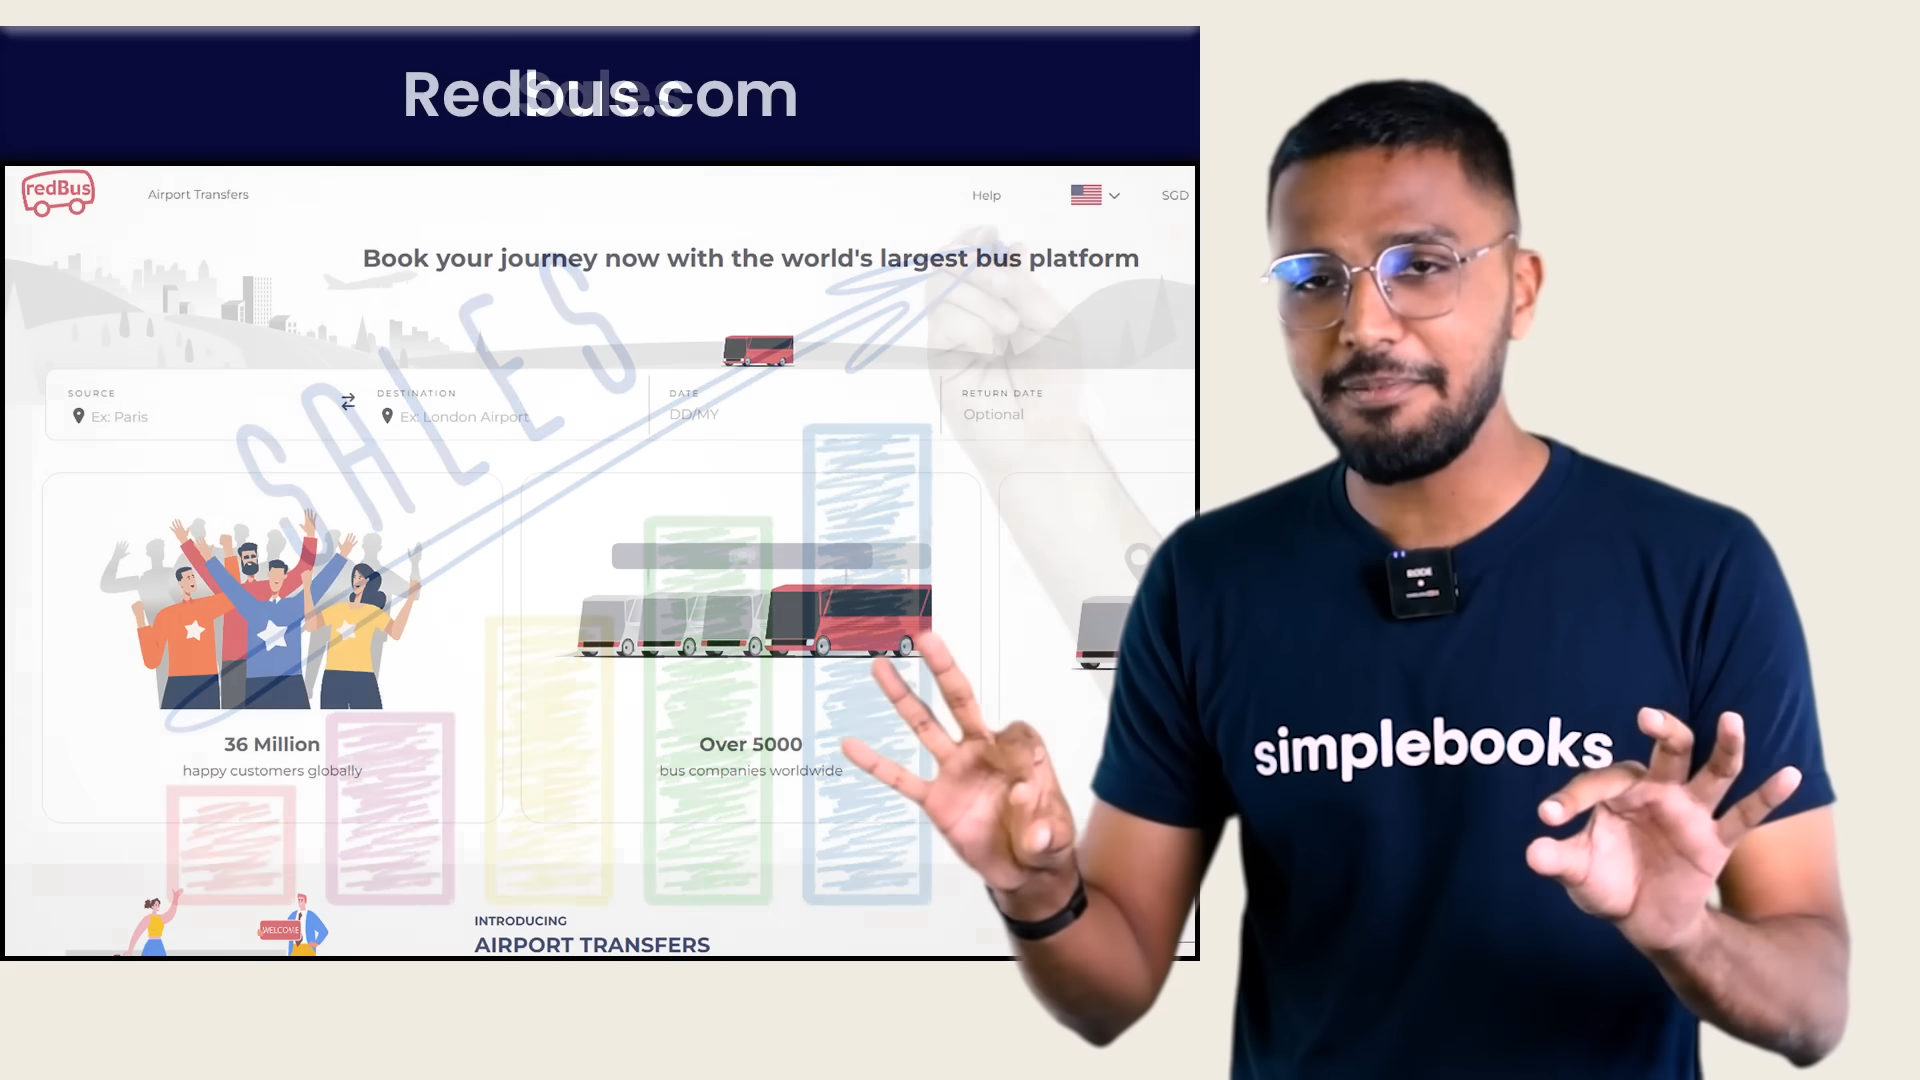 Redbus.com
Sales
redBus
Airport Transfers
Help
SGD
Book your journey now with the world's largest bus platform
SALES
SOURCE
Ex: Paris
DESTINATION
Ex: London Airport
DATE
DD/MY
RETURN DATE
Optional
36 Million
happy customers globally
Over 5000
bus companies worldwide
WELCOME
INTRODUCING
AIRPORT TRANSFERS
RODE
simplebooks